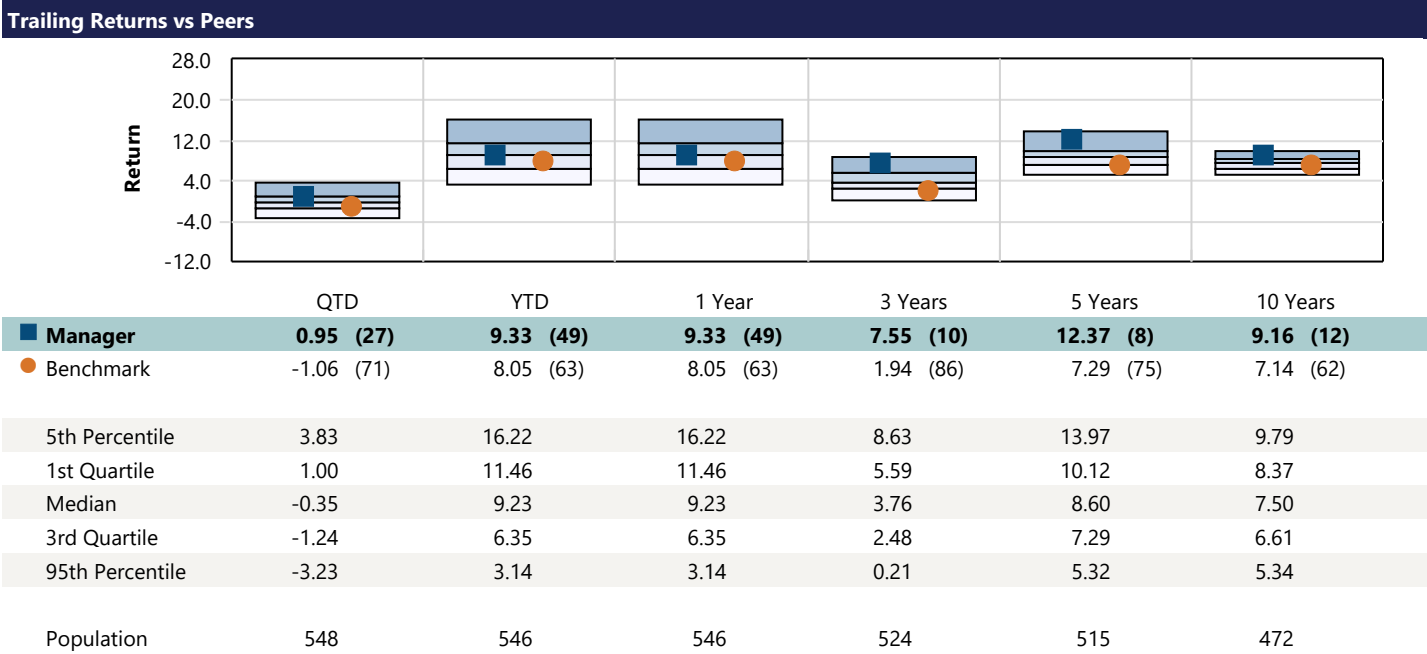 Trailing Returns vs Peers
28.0
20.0
12.0
4.0
-4.0
-12.0
Return
QTD YTD 1 Year 3 Years 5 Years 10 Years
Manager 0.95 (27) 9.33 (49) 9.33 (49) 7.55 (10) 12.37 (8) 9.16 (12)
Benchmark -1.06 (71) 8.05 (63) 8.05 (63) 1.94 (86) 7.29 (75) 7.14 (62)
5th Percentile 3.83 16.22 16.22 8.63 13.97 9.79
1st Quartile 1.00 11.46 11.46 5.59 10.12 8.37
Median -0.35 9.23 9.23 3.76 8.60 7.50
3rd Quartile -1.24 6.35 6.35 2.48 7.29 6.61
95th Percentile -3.23 3.14 3.14 0.21 5.32 5.34
Population 548 546 546 524 515 472